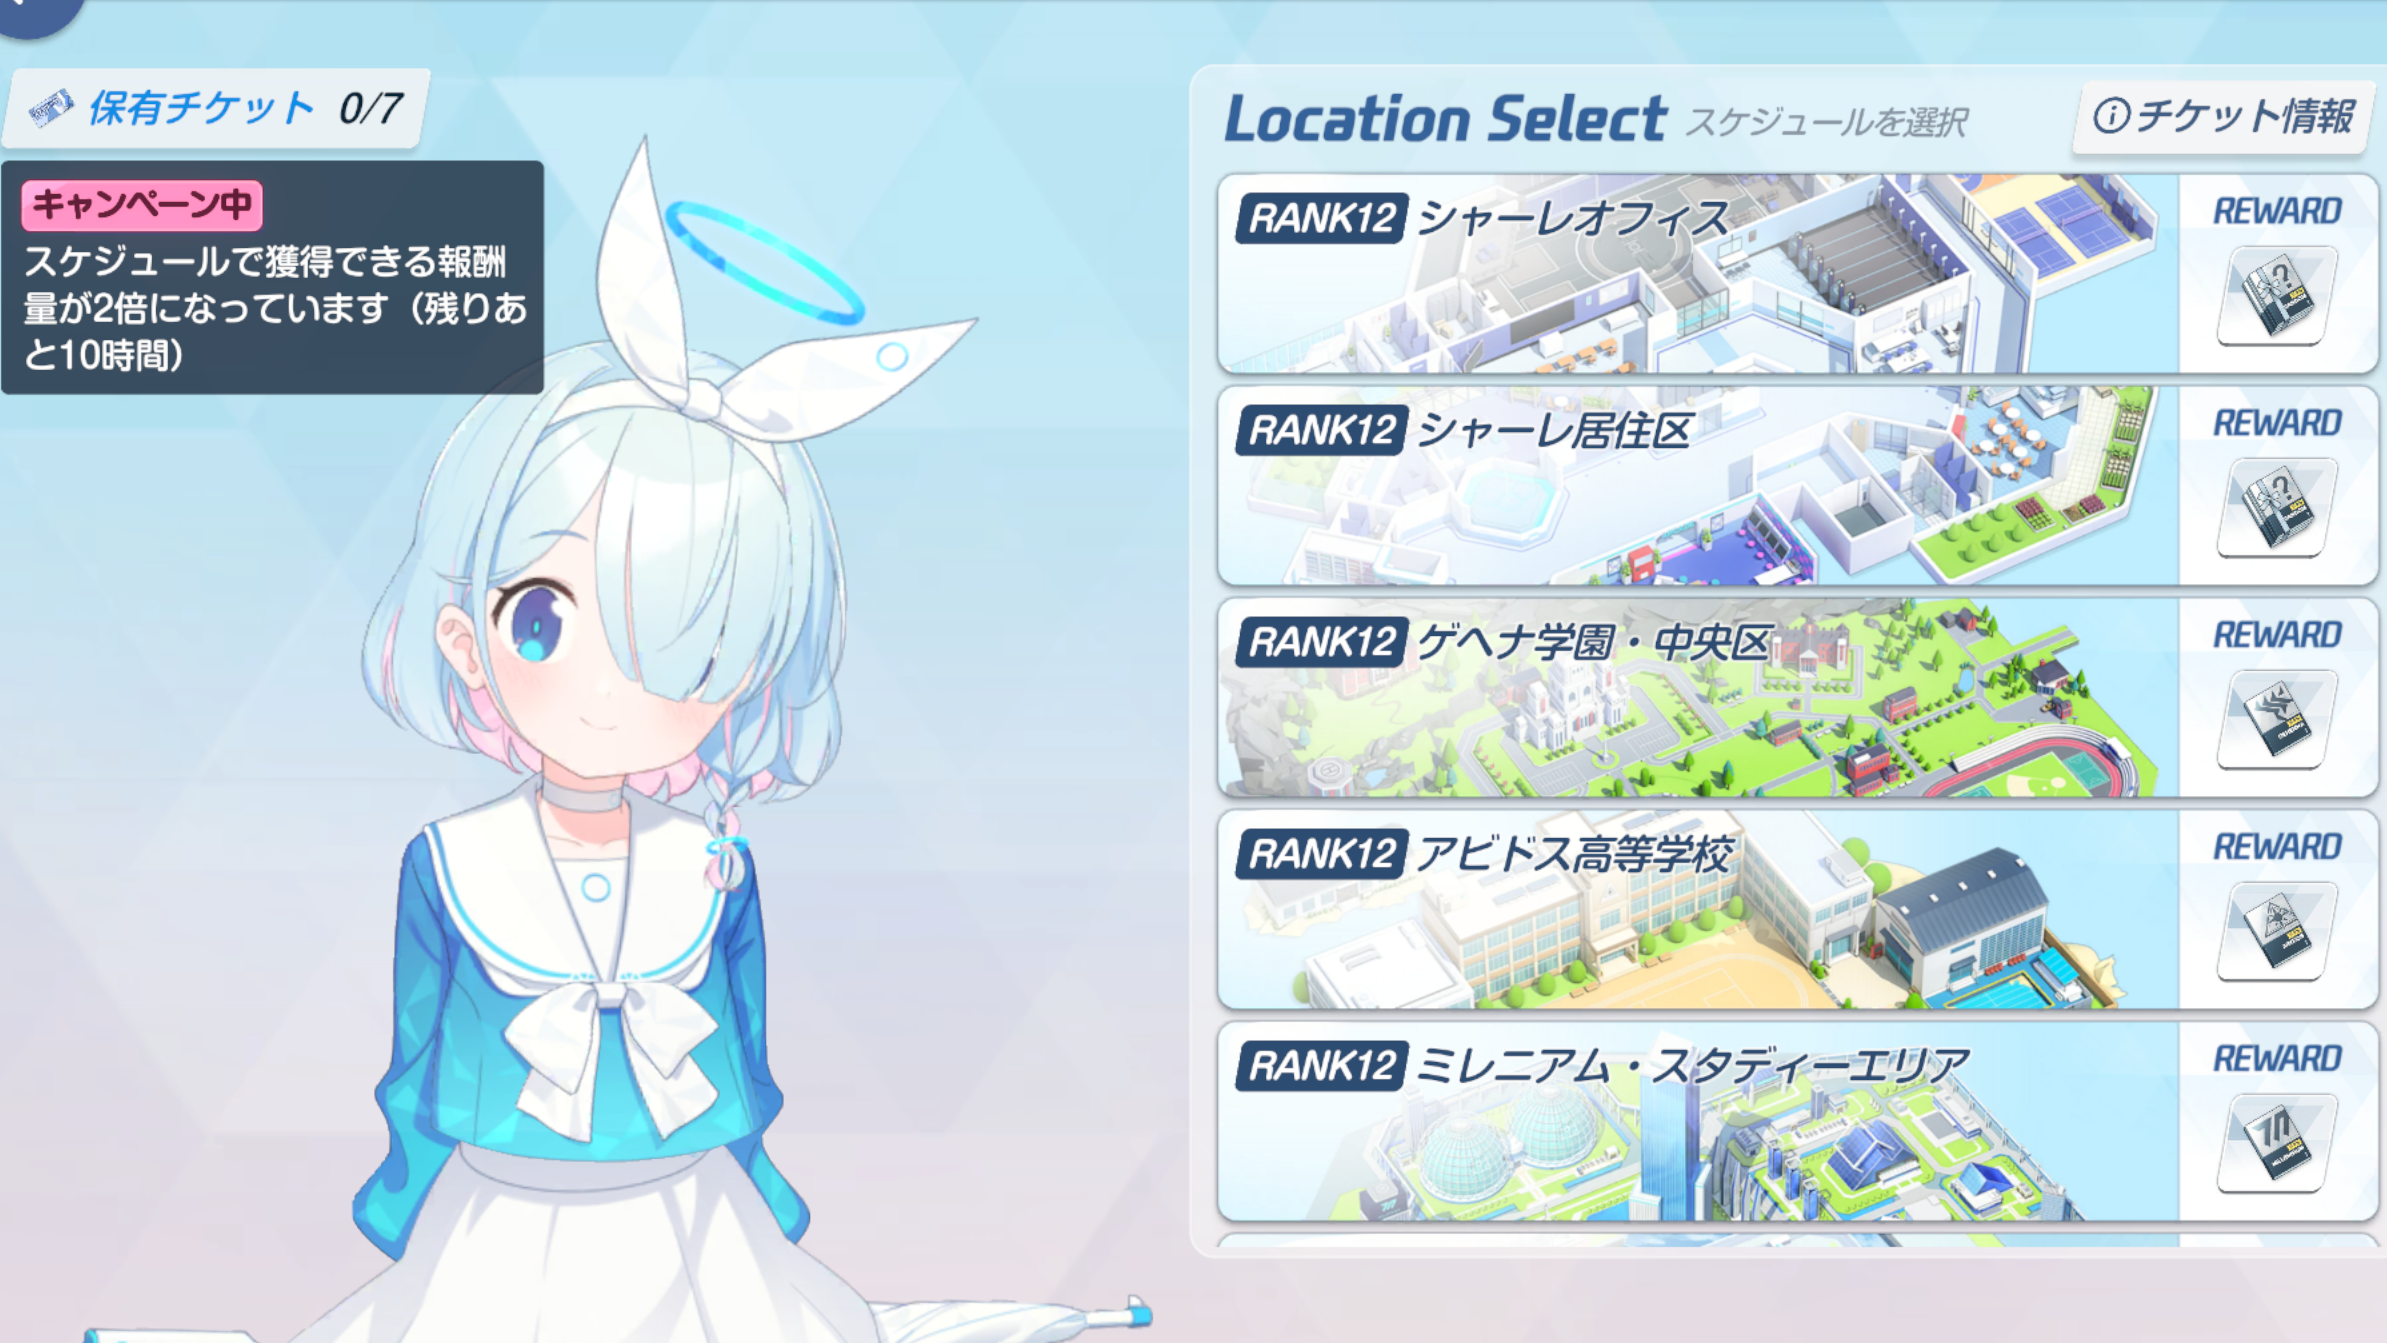 保有チケット 0/7
キャンペーン中
スケジュールで獲得できる報酬
量が2倍になっています（残りあ
と10時間）
Location Select スケジュールを選択
チケット情報
RANK12 シャーレオフィス
REWARD
RANK12 シャーレ居住区
REWARD
RANK12 ゲヘナ学園・中央区
REWARD
RANK12 アビドス高等学校
REWARD
RANK12 ミレニアム・スタディーエリア
REWARD